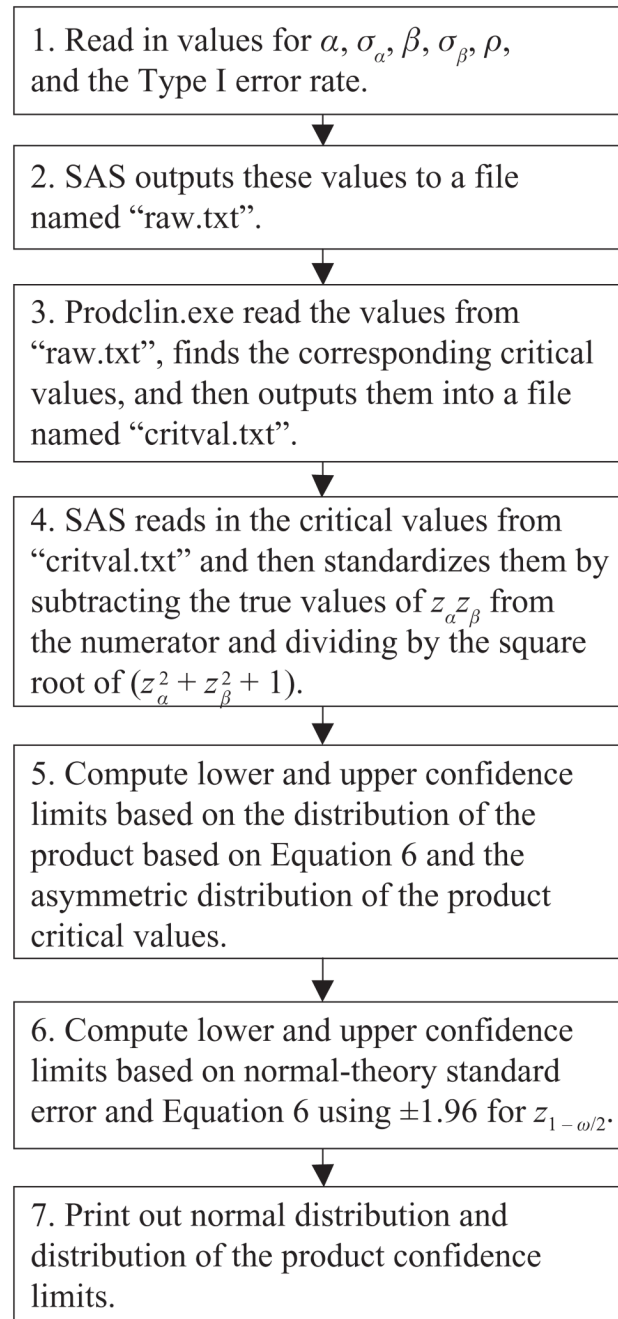 1. Read in values for α, σ_α, β, σ_β, ρ,
and the Type I error rate.
2. SAS outputs these values to a file
named “raw.txt”.
3. Prodclin.exe read the values from
“raw.txt”, finds the corresponding critical
values, and then outputs them into a file
named “critval.txt”.
4. SAS reads in the critical values from
“critval.txt” and then standardizes them by
subtracting the true values of z_α z_β from
the numerator and dividing by the square
root of (z²_α + z²_β + 1).
5. Compute lower and upper confidence
limits based on the distribution of the
product based on Equation 6 and the
asymmetric distribution of the product
critical values.
6. Compute lower and upper confidence
limits based on normal-theory standard
error and Equation 6 using ±1.96 for z_{1 – ω/2}.
7. Print out normal distribution and
distribution of the product confidence
limits.